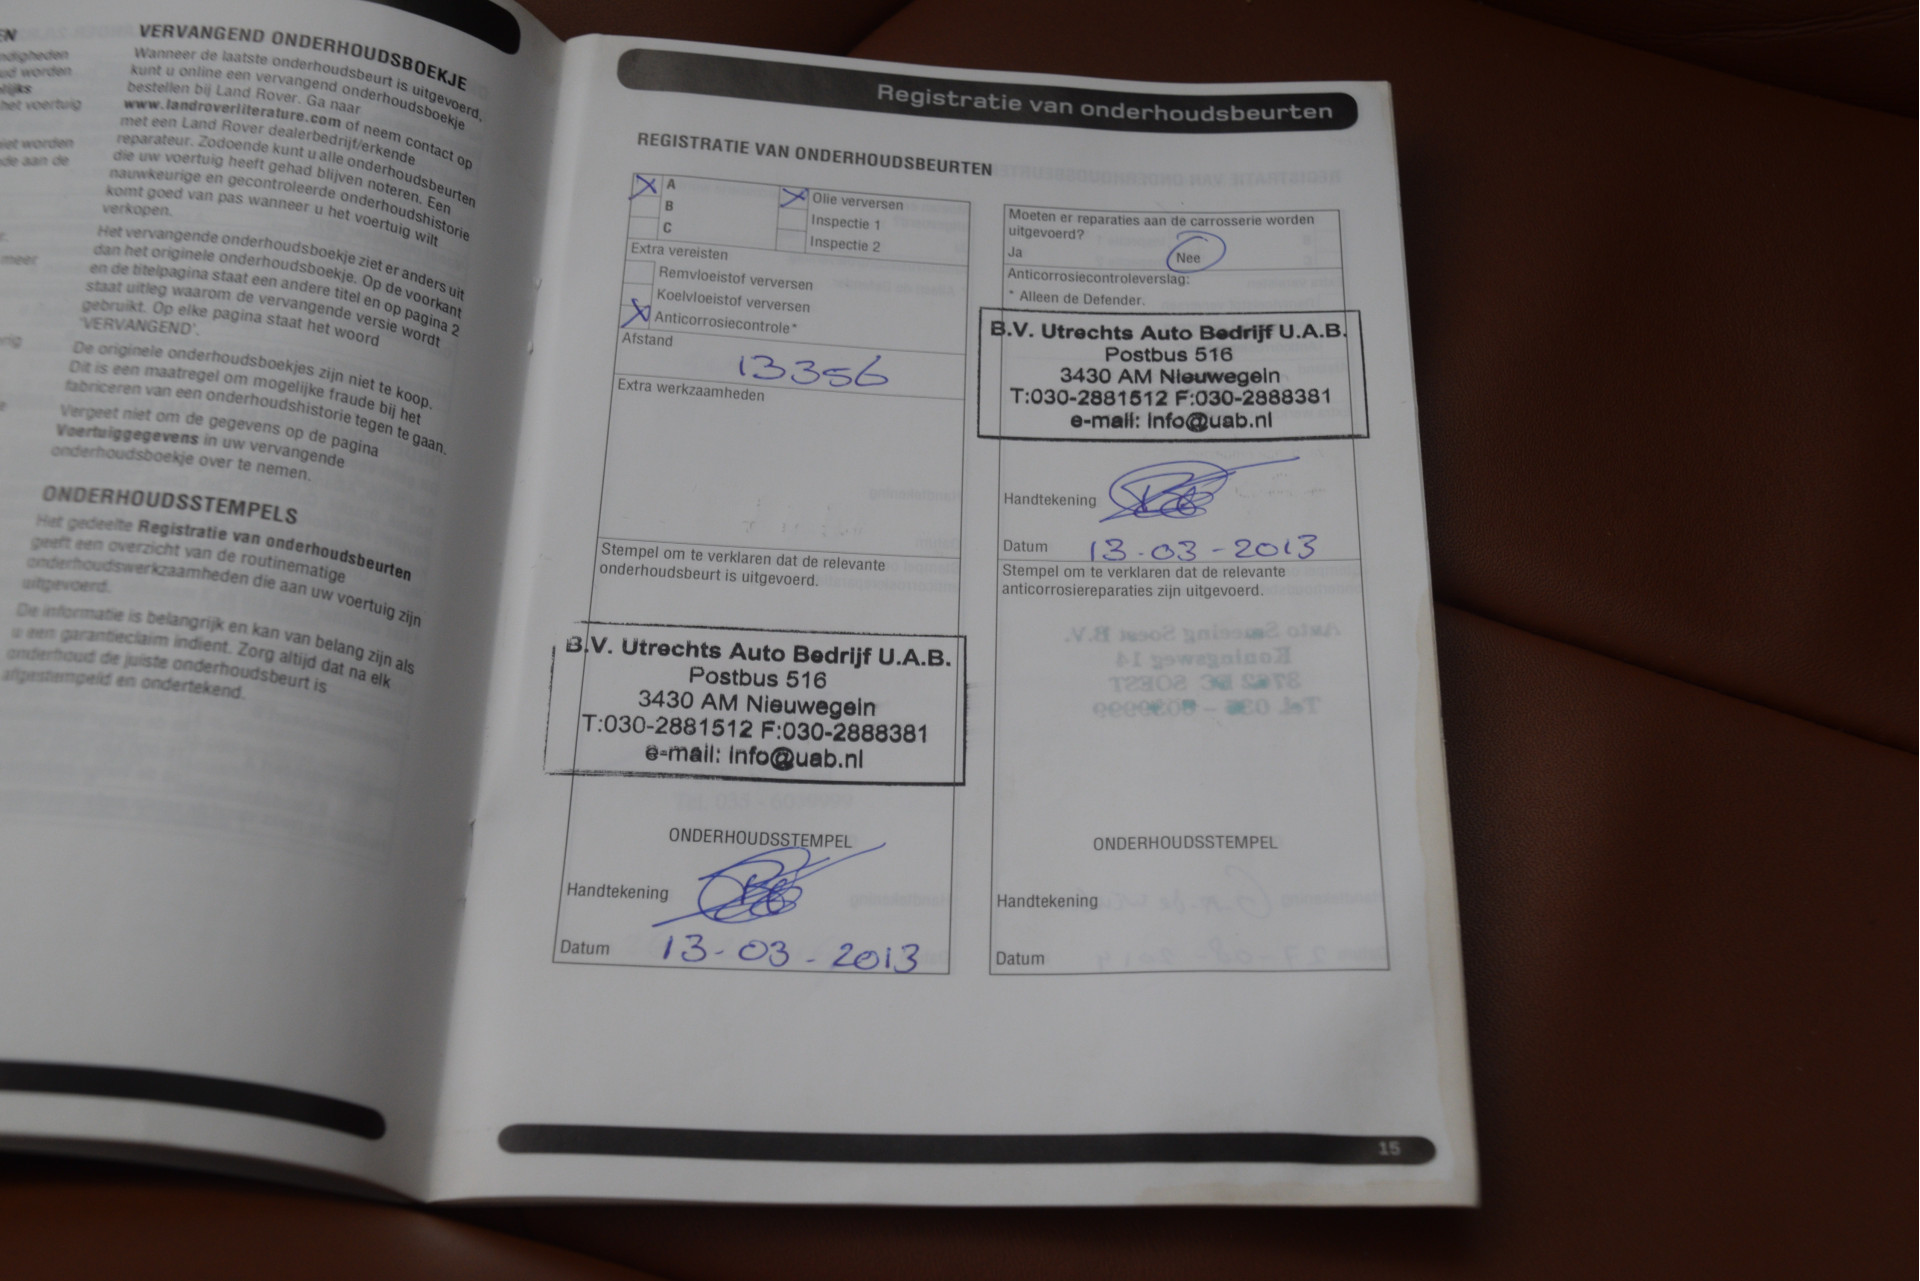 EN
ndigheden
ud worden
lijks
het voertuig
iet worden
de aan de
meer
VERVANGEND ONDERHOUDSBOEKJE
Wanneer de laatste onderhoudsbeurt is uitgevoerd,
kunt u online een vervangend onderhoudsboekje
bestellen bij Land Rover. Ga naar
www.landroverliterature.com of neem contact op
met een Land Rover dealerbedrijf/erkende
reparateur. Zodoende kunt u alle onderhoudsbeurten
die uw voertuig heeft gehad blijven noteren. Een
nauwkeurige en gecontroleerde onderhoudshistorie
komt goed van pas wanneer u het voertuig wilt
verkopen.
Het vervangende onderhoudsboekje ziet er anders uit
dan het originele onderhoudsboekje. Op de voorkant
en de titelpagina staat een andere titel en op pagina 2
staat uitleg waarom de vervangende versie wordt
gebruikt. Op elke pagina staat het woord
'VERVANGEND'.
De originele onderhoudsboekjes zijn niet te koop.
Dit is een maatregel om mogelijke fraude bij het
fabriceren van een onderhoudshistorie tegen te gaan.
Vergeet niet om de gegevens op de pagina
Voertuiggegevens in uw vervangende
onderhoudsboekje over te nemen.
ONDERHOUDSSTEMPELS
Het gedeelte Registratie van onderhoudsbeurten
geeft een overzicht van de routinematige
onderhoudswerkzaamheden die aan uw voertuig zijn
uitgevoerd.
De informatie is belangrijk en kan van belang zijn als
u een garantieclaim indient. Zorg altijd dat na elk
onderhoud de juiste onderhoudsbeurt is
afgestempeld en ondertekend.
Registratie van onderhoudsbeurten
REGISTRATIE VAN ONDERHOUDSBEURTEN
A
B
C
Olie verversen
Inspectie 1
Inspectie 2
Extra vereisten
Remvloeistof verversen
Koelvloeistof verversen
Anticorrosiecontrole*
Afstand
13356
Extra werkzaamheden
Stempel om te verklaren dat de relevante
onderhoudsbeurt is uitgevoerd.
B.V. Utrechts Auto Bedrijf U.A.B.
Postbus 516
3430 AM Nieuwegein
T:030-2881512 F:030-2888381
e-mail: info@uab.nl
ONDERHOUDSSTEMPEL
Handtekening
Datum 13-03-2013
Moeten er reparaties aan de carrosserie worden
uitgevoerd?
Ja Nee
Anticorrosiecontroleverslag:
* Alleen de Defender.
B.V. Utrechts Auto Bedrijf U.A.B.
Postbus 516
3430 AM Nieuwegein
T:030-2881512 F:030-2888381
e-mail: info@uab.nl
Handtekening
Datum 13-03-2013
Stempel om te verklaren dat de relevante
anticorrosiereparaties zijn uitgevoerd.
ONDERHOUDSSTEMPEL
Handtekening
Datum
15